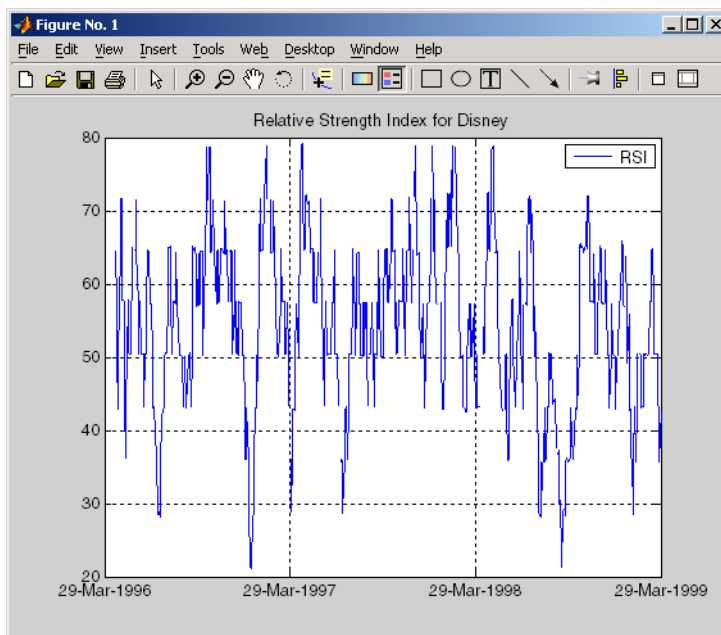 Figure No. 1
File Edit View Insert Tools Web Desktop Window Help
T
Relative Strength Index for Disney
RSI
80
70
60
50
40
30
20
29-Mar-1996 29-Mar-1997 29-Mar-1998 29-Mar-1999